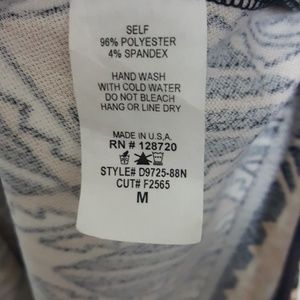 SELF
96% POLYESTER
4% SPANDEX
HAND WASH
WITH COLD WATER
DO NOT BLEACH
HANG OR LINE DRY
MADE IN U.S.A.
RN # 128720
STYLE# D9725-88N
CUT# F2565
M